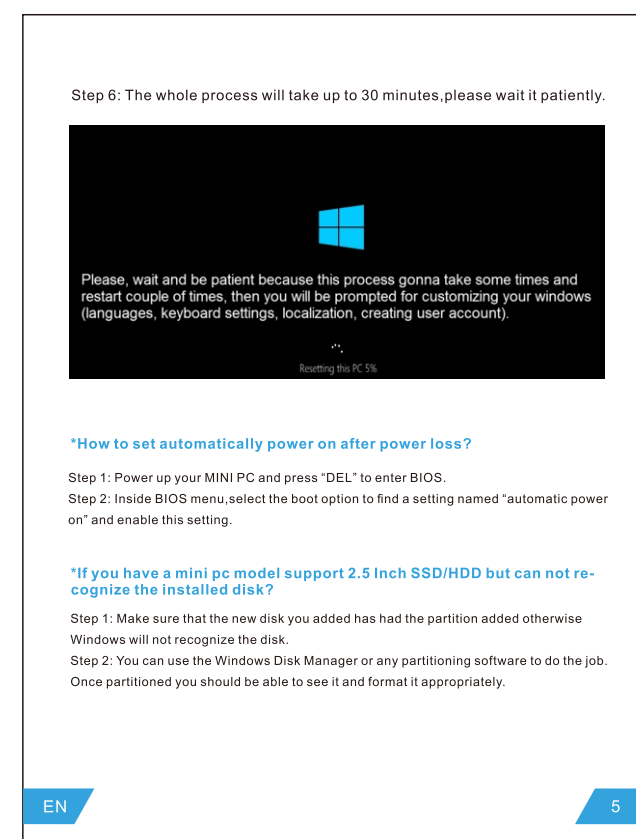 Step 6: The whole process will take up to 30 minutes,please wait it patiently.
Please, wait and be patient because this process gonna take some times and
restart couple of times, then you will be prompted for customizing your windows
(languages, keyboard settings, localization, creating user account).
Resetting this PC 5%
*How to set automatically power on after power loss?
Step 1: Power up your MINI PC and press “DEL” to enter BIOS.
Step 2: Inside BIOS menu,select the boot option to find a setting named “automatic power
on” and enable this setting.
*If you have a mini pc model support 2.5 Inch SSD/HDD but can not re-
cognize the installed disk?
Step 1: Make sure that the new disk you added has had the partition added otherwise
Windows will not recognize the disk.
Step 2: You can use the Windows Disk Manager or any partitioning software to do the job.
Once partitioned you should be able to see it and format it appropriately.
EN
5